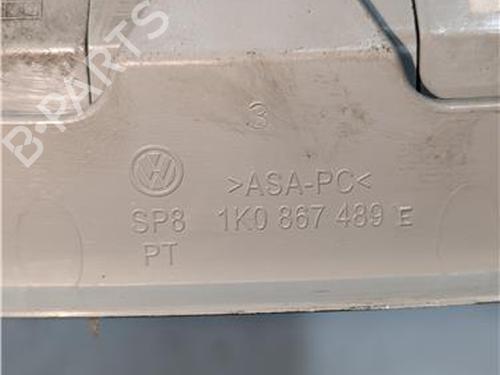 B-PARTS
3
>ASA-PC<
SP8 1K0 867 489 E
PT